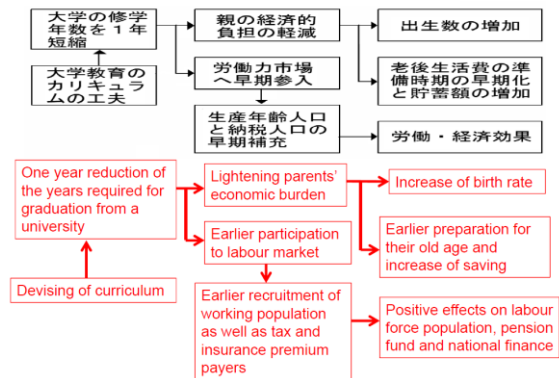 大学の修学
年数を１年
短縮
親の経済的
負担の軽減
出生数の増加
大学教育の
カリキュラ
ムの工夫
労働力市場
へ早期参入
老後生活費の準
備時期の早期化
と貯蓄額の増加
生産年齢人口
と納税人口の
早期補充
労働・経済効果
One year reduction of
the years required for
graduation from a
university
Lightening parents'
economic burden
Increase of birth rate
Earlier participation
to labour market
Earlier preparation for
their old age and
increase of saving
Devising of curriculum
Earlier recruitment of
working population
as well as tax and
insurance premium
payers
Positive effects on labour
force population, pension
fund and national finance